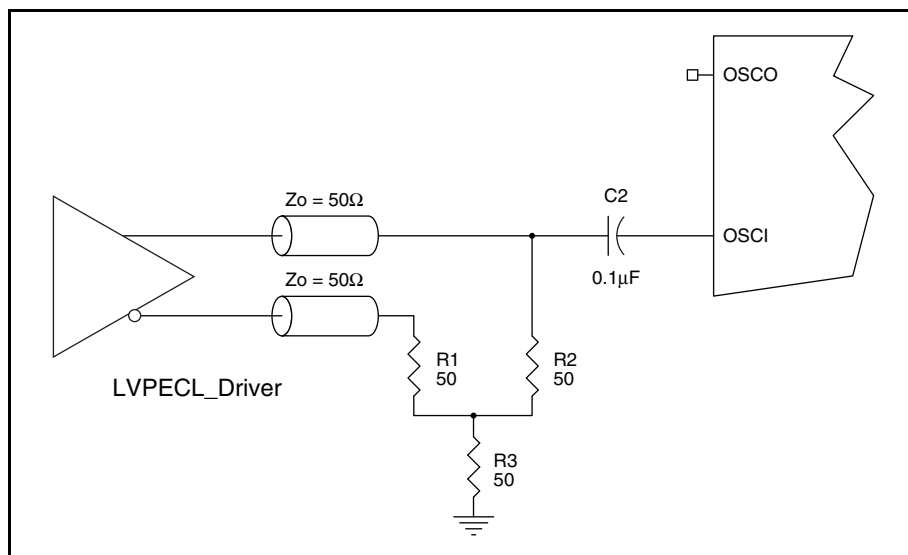 OSCO
Zo = 50Ω
C2
OSCI
Zo = 50Ω
0.1μF
R1
50
R2
50
LVPECL_Driver
R3
50